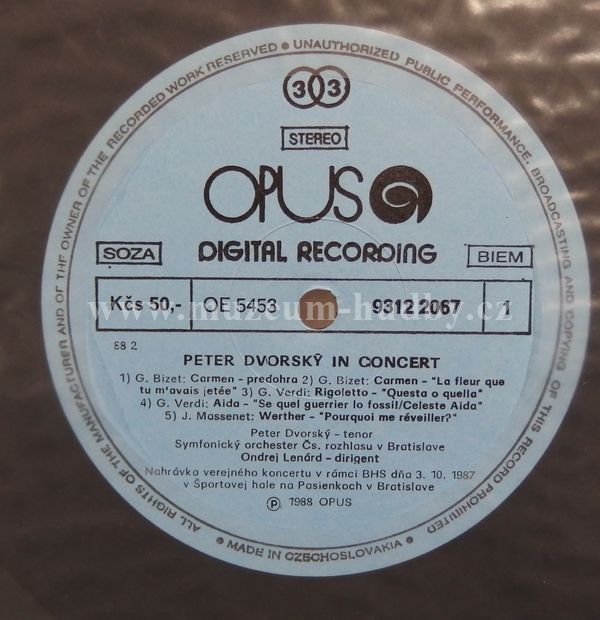 ALL RIGHTS OF THE MANUFACTURER AND OF THE OWNER OF THE RECORDED WORK RESERVED • UNAUTHORIZED PUBLIC PERFORMANCE, BROADCASTING AND COPYING OF THIS RECORD PROHIBITED
33
STEREO
OPUS
SOZA DIGITAL RECORDING BIEM
Kčs 50,- OE 5453 9312 2067 1
www.muzeum-hudby.cz
88 2
PETER DVORSKÝ IN CONCERT
1) G. Bizet: Carmen - predohra 2) G. Bizet: Carmen - "La fleur que
tu m'avais jetée" 3) G. Verdi: Rigoletto - "Questa o quella"
4) G. Verdi: Aida - "Se quel guerrier lo fossil/Celeste Aida"
5) J. Massenet: Werther - "Pourquoi me réveiller?"
Peter Dvorský - tenor
Symfonický orchester Čs. rozhlasu v Bratislave
Ondrej Lenárd - dirigent
Nahrávka verejného koncertu v rámci BHS dňa 3. 10. 1987
v Športovej hale na Pasienkoch v Bratislave
Ⓟ 1988 OPUS
• MADE IN CZECHOSLOVAKIA •